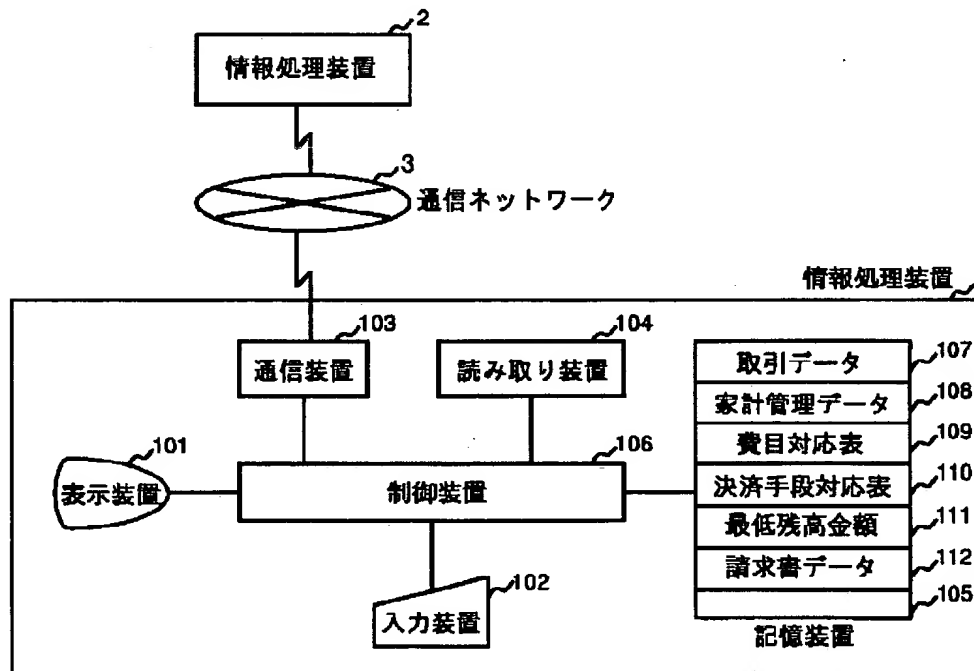 2
情報処理装置
3
通信ネットワーク
情報処理装置
103
通信装置
104
読み取り装置
取引データ
107
家計管理データ
108
費目対応表
109
決済手段対応表
110
最低残高金額
111
請求書データ
112
105
記憶装置
101
表示装置
106
制御装置
102
入力装置